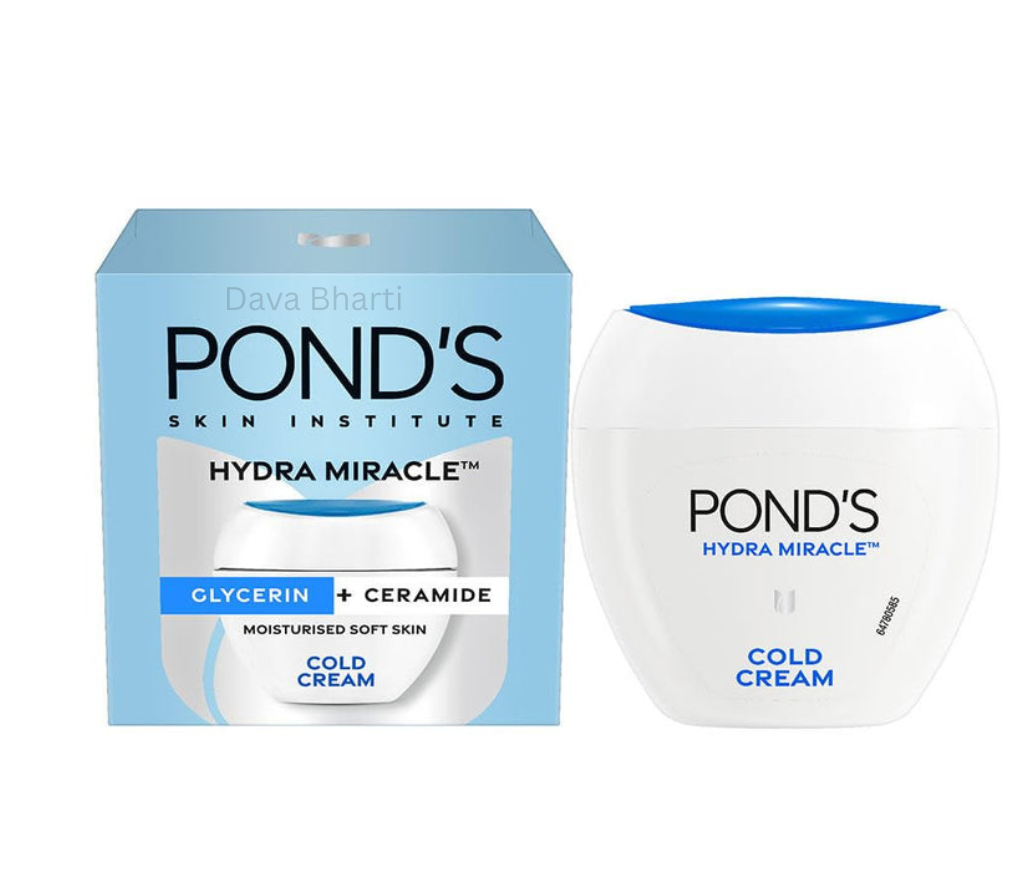 Dava Bharti
POND'S
SKIN INSTITUTE
HYDRA MIRACLE™
GLYCERIN + CERAMIDE
MOISTURISED SOFT SKIN
COLD
CREAM
POND'S
HYDRA MIRACLE™
64780585
COLD
CREAM